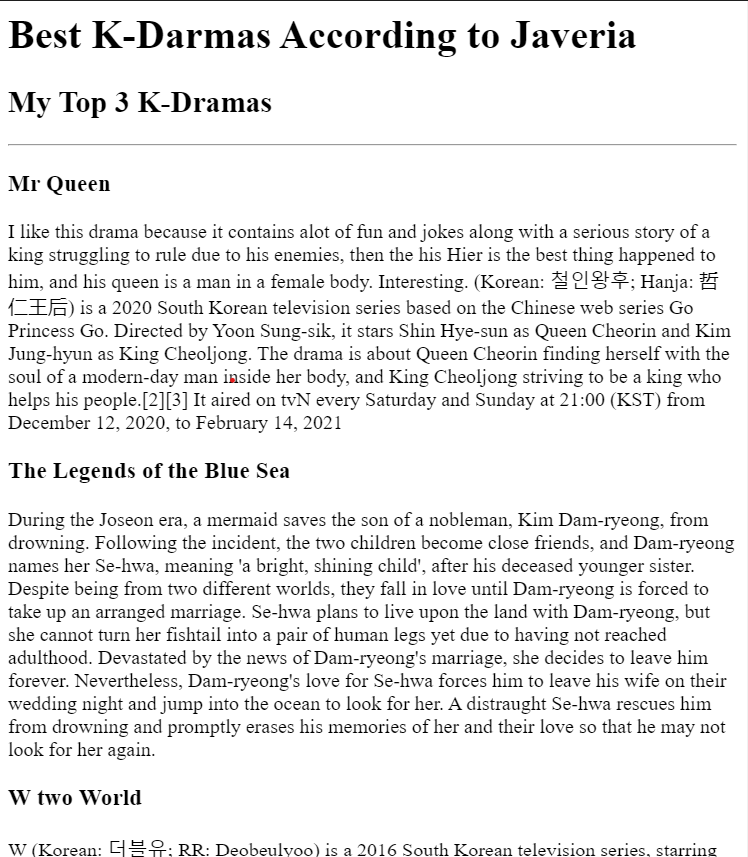 Best K-Darmas According to Javeria
My Top 3 K-Dramas
Mr Queen
I like this drama because it contains alot of fun and jokes along with a serious story of a
king struggling to rule due to his enemies, then the his Hier is the best thing happened to
him, and his queen is a man in a female body. Interesting. (Korean: 철인왕후; Hanja: 哲
仁王后) is a 2020 South Korean television series based on the Chinese web series Go
Princess Go. Directed by Yoon Sung-sik, it stars Shin Hye-sun as Queen Cheorin and Kim
Jung-hyun as King Cheoljong. The drama is about Queen Cheorin finding herself with the
soul of a modern-day man inside her body, and King Cheoljong striving to be a king who
helps his people.[2][3] It aired on tvN every Saturday and Sunday at 21:00 (KST) from
December 12, 2020, to February 14, 2021
The Legends of the Blue Sea
During the Joseon era, a mermaid saves the son of a nobleman, Kim Dam-ryeong, from
drowning. Following the incident, the two children become close friends, and Dam-ryeong
names her Se-hwa, meaning 'a bright, shining child', after his deceased younger sister.
Despite being from two different worlds, they fall in love until Dam-ryeong is forced to
take up an arranged marriage. Se-hwa plans to live upon the land with Dam-ryeong, but
she cannot turn her fishtail into a pair of human legs yet due to having not reached
adulthood. Devastated by the news of Dam-ryeong's marriage, she decides to leave him
forever. Nevertheless, Dam-ryeong's love for Se-hwa forces him to leave his wife on their
wedding night and jump into the ocean to look for her. A distraught Se-hwa rescues him
from drowning and promptly erases his memories of her and their love so that he may not
look for her again.
W two World
W (Korean: 더블유; RR: Deobeulyoo) is a 2016 South Korean television series, starring